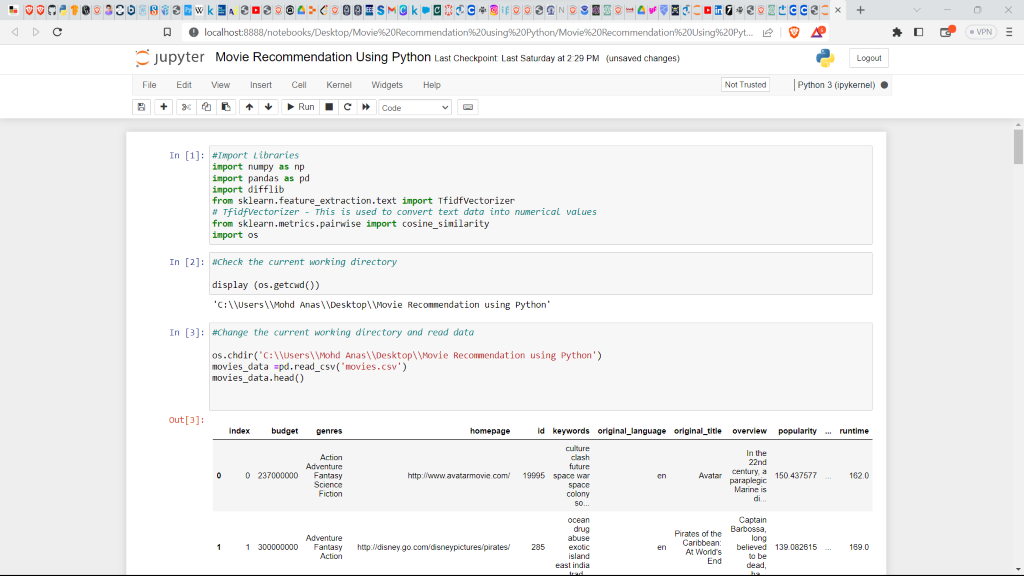 localhost:8888/notebooks/Desktop/Movie%20Recommendation%20using%20Python/Movie%20Recommendation%20Using%20Pyt...
VPN
jupyter Movie Recommendation Using Python Last Checkpoint: Last Saturday at 2:29 PM (unsaved changes)
Logout
File Edit View Insert Cell Kernel Widgets Help
Not Trusted
Python 3 (ipykernel)
Run
Code
In [1]:
#Import Libraries
import numpy as np
import pandas as pd
import difflib
from sklearn.feature_extraction.text import TfidfVectorizer
# TfidfVectorizer - This is used to convert text data into numerical values
from sklearn.metrics.pairwise import cosine_similarity
import os
In [2]:
#Check the current working directory
display (os.getcwd())
'C:\\Users\\Mohd Anas\\Desktop\\Movie Recommendation using Python'
In [3]:
#Change the current working directory and read data
os.chdir('C:\\Users\\Mohd Anas\\Desktop\\Movie Recommendation using Python')
movies_data =pd.read_csv('movies.csv')
movies_data.head()
Out[3]:
index budget genres homepage id keywords original_language original_title overview popularity ... runtime
0 0 237000000
Action
Adventure
Fantasy
Science
Fiction
http://www.avatarmovie.com/
19995
culture
clash
future
space war
space
colony
so...
en
Avatar
In the
22nd
century, a
paraplegic
Marine is
di...
150.437577 ... 162.0
1 1 300000000
Adventure
Fantasy
Action
http://disney.go.com/disneypictures/pirates/
285
ocean
drug
abuse
exotic
island
east india
trad...
en
Pirates of the
Caribbean:
At World's
End
Captain
Barbossa,
long
believed
to be
dead,
139.082615 ... 169.0